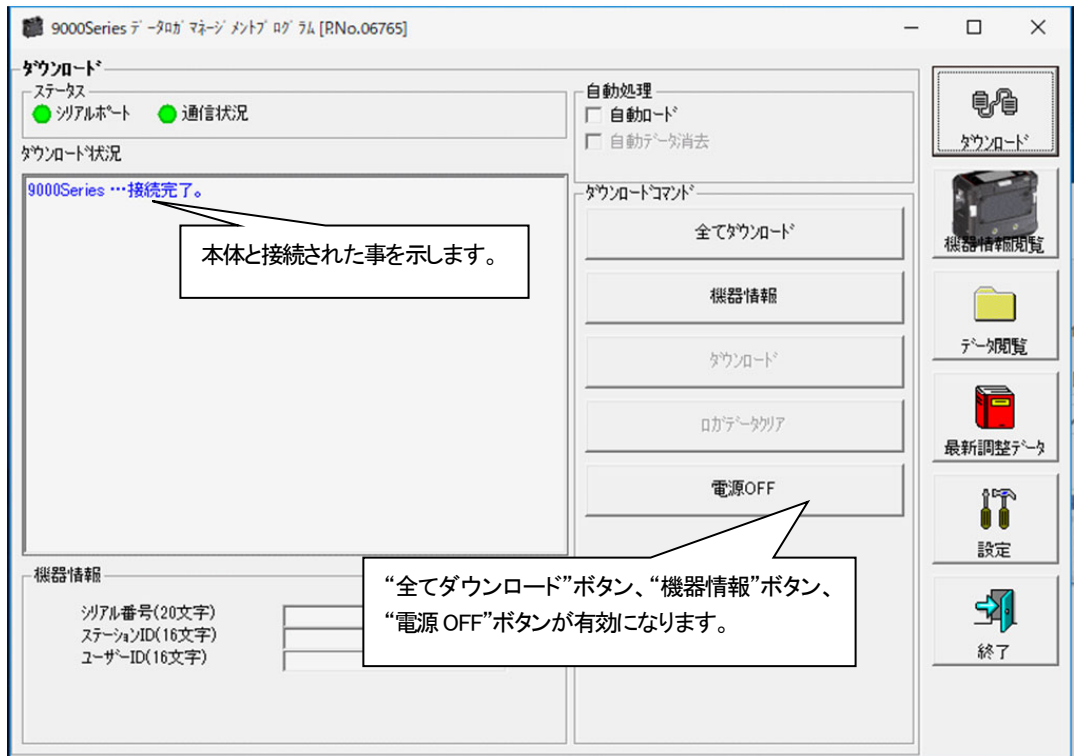 9000Series ﾃﾞｰﾀﾛｶﾞﾏﾈｰｼﾞﾒﾝﾄﾌﾟﾛｸﾞﾗﾑ [P.No.06765]
ﾀﾞｳﾝﾛｰﾄﾞ
ｽﾃｰﾀｽ
ｼﾘｱﾙﾎﾟｰﾄ 通信状況
ﾀﾞｳﾝﾛｰﾄﾞ状況
9000Series …接続完了。
本体と接続された事を示します。
自動処理
自動ﾛｰﾄﾞ
自動ﾃﾞｰﾀ消去
ﾀﾞｳﾝﾛｰﾄﾞｺﾏﾝﾄﾞ
全てﾀﾞｳﾝﾛｰﾄﾞ
機器情報
ﾀﾞｳﾝﾛｰﾄﾞ
ﾛｶﾞﾃﾞｰﾀｸﾘｱ
電源OFF
“全てダウンロード”ボタン、“機器情報”ボタン、
“電源 OFF”ボタンが有効になります。
機器情報
ｼﾘｱﾙ番号(20文字)
ｽﾃｰｼｮﾝID(16文字)
ﾕｰｻﾞｰID(16文字)
ﾀﾞｳﾝﾛｰﾄﾞ
機器情報閲覧
ﾃﾞｰﾀ閲覧
最新調整ﾃﾞｰﾀ
設定
終了